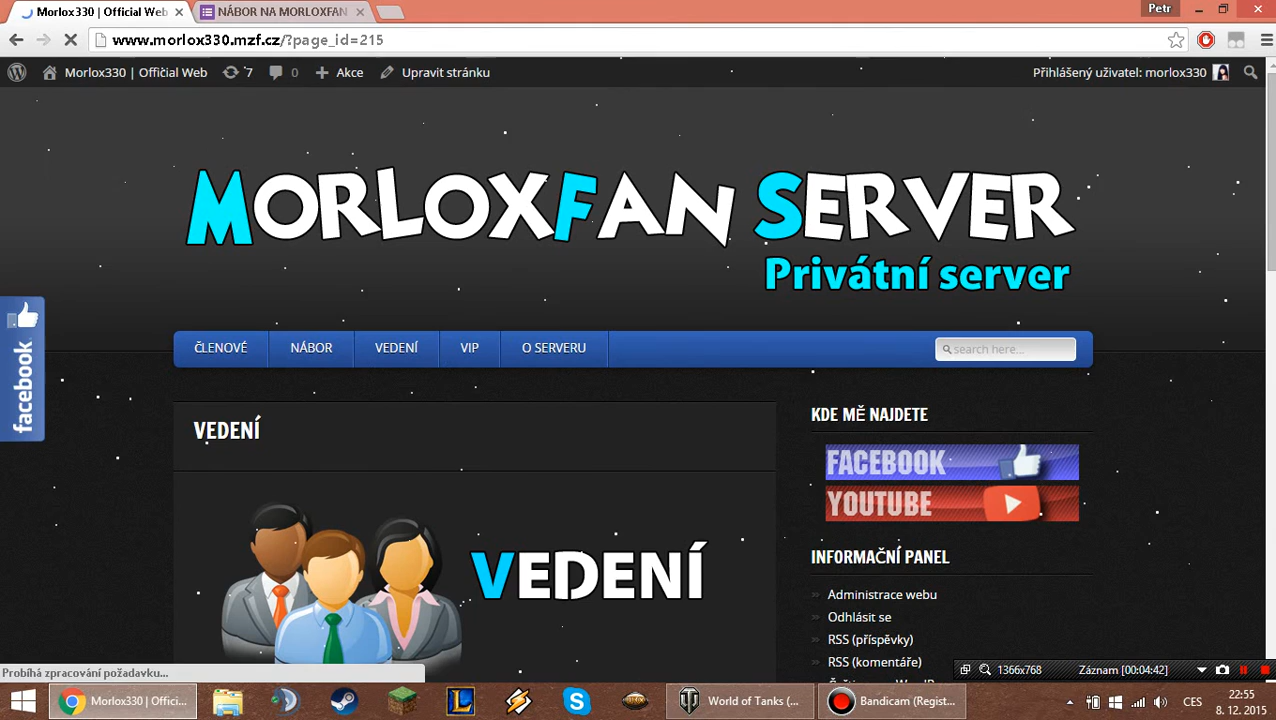 Morlox330 | Official Web
NÁBOR NA MORLOXFAN
Petr
www.morlox330.mzf.cz/?page_id=215
Morlox330 | Official Web
7
0
Akce
Upravit stránku
Přihlášený uživatel: morlox330
MORLOXFAN SERVER
Privátní server
facebook
ČLENOVÉ
NÁBOR
VEDENÍ
VIP
O SERVERU
search here...
VEDENÍ
KDE MĚ NAJDETE
FACEBOOK
YOUTUBE
VEDENÍ
INFORMAČNÍ PANEL
Administrace webu
Odhlásit se
RSS (příspěvky)
RSS (komentáře)
Probíhá zpracování požadavku...
1366x768
Záznam [00:04:42]
Morlox330 | Offici...
World of Tanks (...
Bandicam (Regist...
CES
22:55
8. 12. 2015